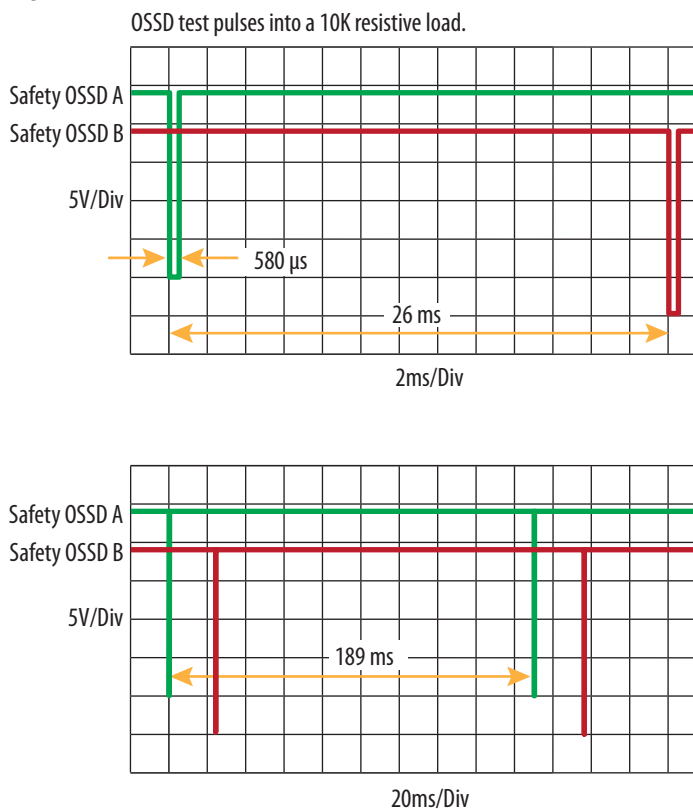 OSSD test pulses into a 10K resistive load.
Safety OSSD A
Safety OSSD B
5V/Div
580 µs
26 ms
2ms/Div
Safety OSSD A
Safety OSSD B
5V/Div
189 ms
20ms/Div